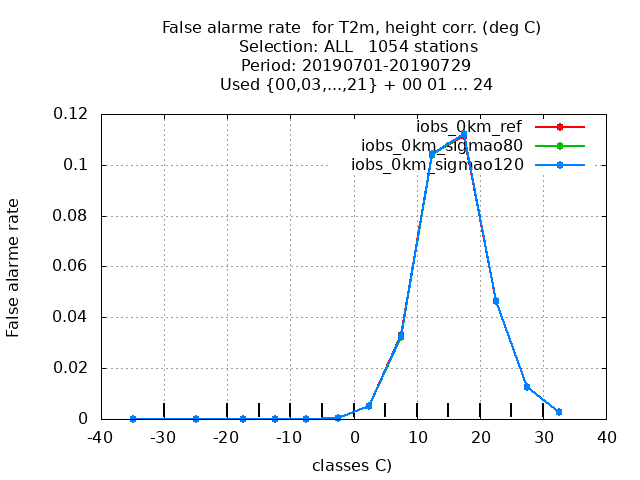 False alarme rate  for T2m, height corr. (deg C)
Selection: ALL   1054 stations
Period: 20190701-20190729
Used {00,03,...,21} + 00 01 ... 24
iobs_0km_ref
iobs_0km_sigmao80
iobs_0km_sigmao120
False alarme rate
0.12
0.1
0.08
0.06
0.04
0.02
0
-40 -30 -20 -10 0 10 20 30 40
classes C)